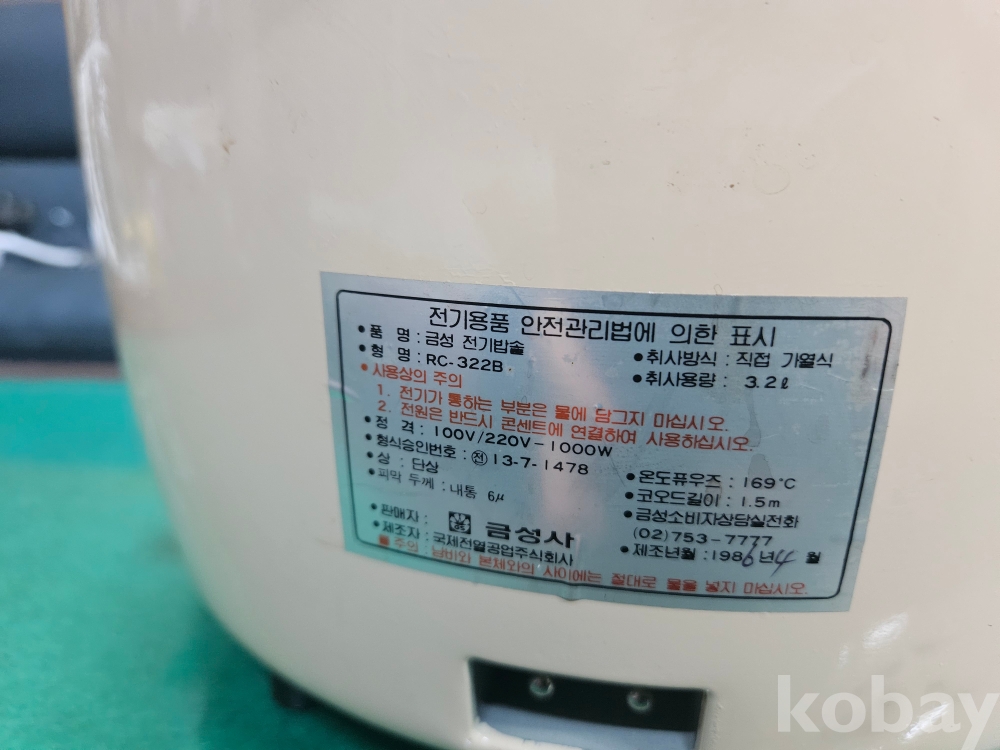 전기용품 안전관리법에 의한 표시
•품 명 : 금성 전기밥솥
•형 명 : RC-322B
•취사방식 : 직접 가열식
•취사용량 : 3.2ℓ
•사용상의 주의
1. 전기가 통하는 부분은 물에 담그지 마십시오.
2. 전원은 반드시 콘센트에 연결하여 사용하십시오.
•정 격 : 100V/220V-1000W
•형식승인번호 : ㉠13-7-1478
•상 : 단상
•피막 두께 : 내통 6μ
•온도퓨우즈 : 169°C
•코오드길이 : 1.5m
•금성소비자상담실전화
(02)753-7777
•판매자 : 금성사
•제조자 : 국제전열공업주식회사
•제조년월 : 1986년 4월
주의 : 남비와 본체와의 사이에는 절대로 물을 넣지 마십시오.
kobay